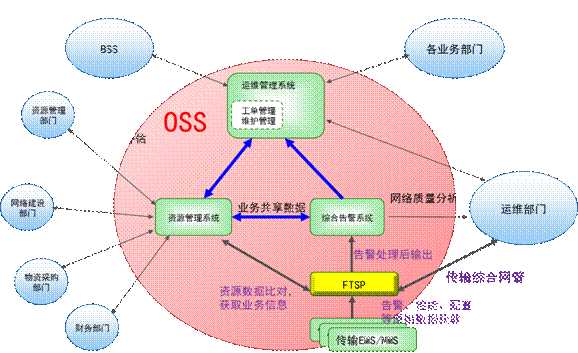 BSS
各业务部门
运维管理系统
工单管理
维护管理
资源管理
部门
OSS
估
网络建设
部门
资源管理系统
业务共享数据
综合告警系统
网络质量分析
运维部门
告警处理后输出
物资采购
部门
资源数据比对,
获取业务信息
FTSP
传输综合网管
告警、性能、配置
财务部门
传输EMS/NMS